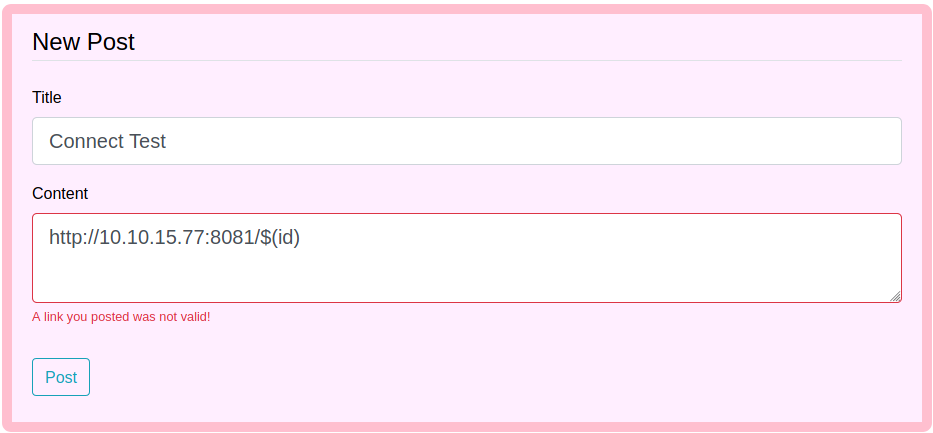 New Post
Title
Connect Test
Content
http://10.10.15.77:8081/$(id)
A link you posted was not valid!
Post